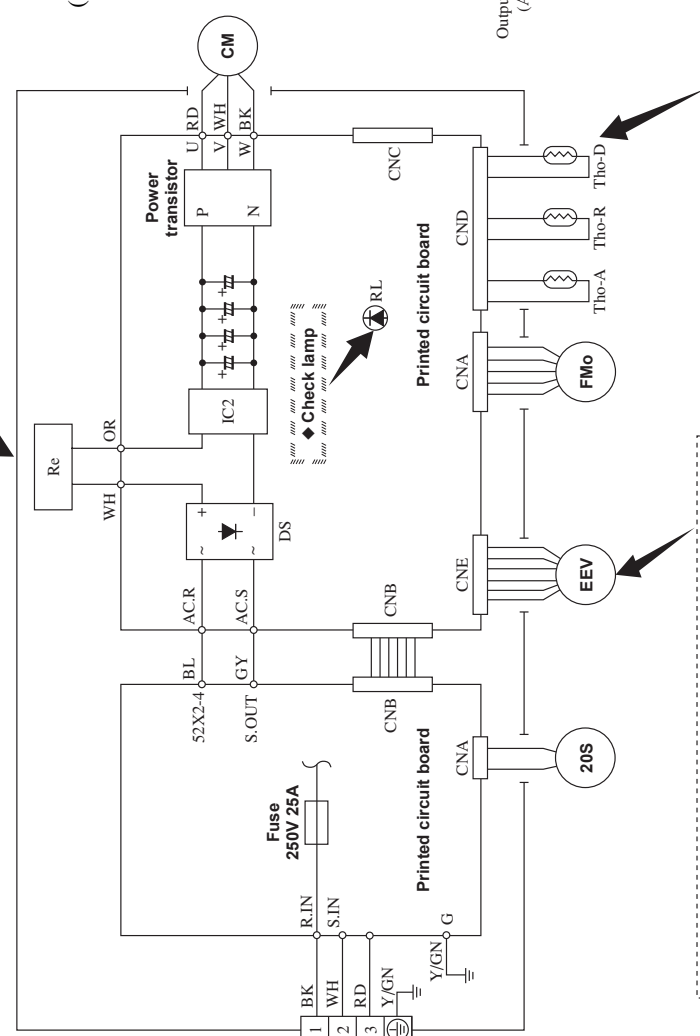 (
Outpu
(A
CM
U RD
V WH
W BK
Power
transistor
P
N
CNC
Tho-D
Tho-R
Tho-A
CND
Printed circuit board
RL
◆ Check lamp
+
+
+
+
IC2
CNA
FMo
OR
Re
WH
+
−
~
~
DS
CNE
EEV
AC.R
AC.S
CNB
CNB
BL
GY
52X2-4
S.OUT
CNA
20S
Printed circuit board
Fuse
250V 25A
R.IN
S.IN
G
Y/GN
BK
WH
RD
Y/GN
1
2
3